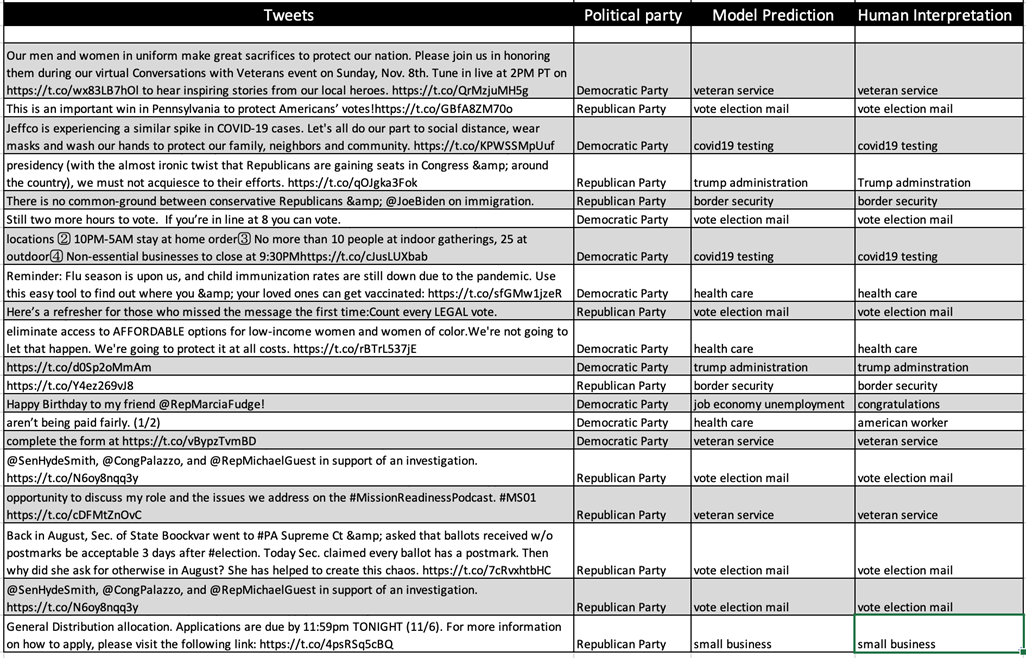 Tweets Political party Model Prediction Human Interpretation
Our men and women in uniform make great sacrifices to protect our nation. Please join us in honoring
them during our virtual Conversations with Veterans event on Sunday, Nov. 8th. Tune in live at 2PM PT on
https://t.co/wx83LB7hOl to hear inspiring stories from our local heroes. https://t.co/QrMzjuMH5g Democratic Party veteran service veteran service
This is an important win in Pennsylvania to protect Americans’ votes!https://t.co/GBfA8ZM70o Republican Party vote election mail vote election mail
Jeffco is experiencing a similar spike in COVID-19 cases. Let's all do our part to social distance, wear
masks and wash our hands to protect our family, neighbors and community. https://t.co/KPWSSMpUuf Democratic Party covid19 testing covid19 testing
presidency (with the almost ironic twist that Republicans are gaining seats in Congress &amp; around
the country), we must not acquiesce to their efforts. https://t.co/qOJgka3Fok Republican Party trump administration Trump adminstration
There is no common-ground between conservative Republicans &amp; @JoeBiden on immigration. Republican Party border security border security
Still two more hours to vote. If you’re in line at 8 you can vote. Democratic Party vote election mail vote election mail
locations ② 10PM-5AM stay at home order③ No more than 10 people at indoor gatherings, 25 at
outdoor④ Non-essential businesses to close at 9:30PMhttps://t.co/cJusLUXbab Democratic Party covid19 testing covid19 testing
Reminder: Flu season is upon us, and child immunization rates are still down due to the pandemic. Use
this easy tool to find out where you &amp; your loved ones can get vaccinated: https://t.co/sfGMw1jzeR Democratic Party health care health care
Here’s a refresher for those who missed the message the first time:Count every LEGAL vote. Republican Party vote election mail vote election mail
eliminate access to AFFORDABLE options for low-income women and women of color.We're not going to
let that happen. We're going to protect it at all costs. https://t.co/rBTrL537jE Democratic Party health care health care
https://t.co/d0Sp2oMmAm Democratic Party trump adminstration trump adminstration
https://t.co/Y4ez269vJ8 Republican Party border security border security
Happy Birthday to my friend @RepMarciaFudge! Democratic Party job economy unemployment congratulations
aren’t being paid fairly. (1/2) Democratic Party health care american worker
complete the form at https://t.co/vBypzTvmBD Democratic Party veteran service veteran service
@SenHydeSmith, @CongPalazzo, and @RepMichaelGuest in support of an investigation.
https://t.co/N6oy8nqq3y Republican Party vote election mail vote election mail
opportunity to discuss my role and the issues we address on the #MissionReadinessPodcast. #MS01
https://t.co/cDFMtZnOvC Republican Party veteran service veteran service
Back in August, Sec. of State Boockvar went to #PA Supreme Ct &amp; asked that ballots received w/o
postmarks be acceptable 3 days after #election. Today Sec. claimed every ballot has a postmark. Then
why did she ask for otherwise in August? She has helped to create this chaos. https://t.co/7cRvxhtbHC Republican Party vote election mail vote election mail
@SenHydeSmith, @CongPalazzo, and @RepMichaelGuest in support of an investigation.
https://t.co/N6oy8nqq3y Republican Party vote election mail vote election mail
General Distribution allocation. Applications are due by 11:59pm TONIGHT (11/6). For more information
on how to apply, please visit the following link: https://t.co/4psRSq5cBQ Republican Party small business small business